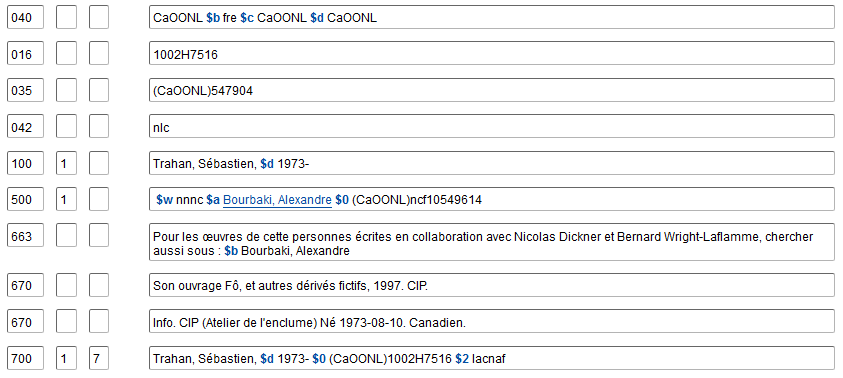 040 CaOONL $b fre $c CaOONL $d CaOONL
016 1002H7516
035 (CaOONL)547904
042 nlc
100 1 Trahan, Sébastien, $d 1973-
500 1 $w nnnc $a Bourbaki, Alexandre $0 (CaOONL)ncf10549614
663 Pour les œuvres de cette personnes écrites en collaboration avec Nicolas Dickner et Bernard Wright-Laflamme, chercher
aussi sous : $b Bourbaki, Alexandre
670 Son ouvrage Fô, et autres dérivés fictifs, 1997. CIP.
670 Info. CIP (Atelier de l'enclume) Né 1973-08-10. Canadien.
700 1 7 Trahan, Sébastien, $d 1973- $0 (CaOONL)1002H7516 $2 lacnaf